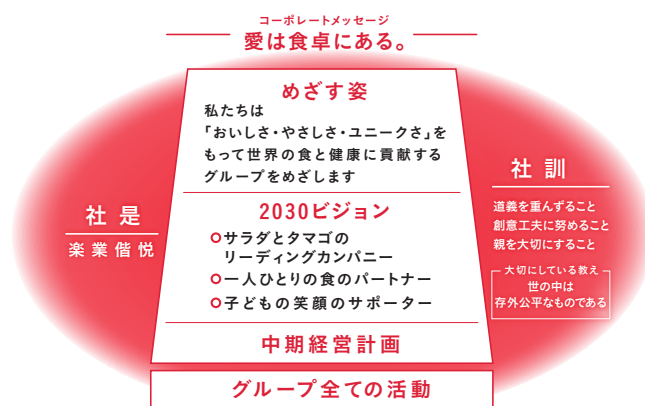 コーポレートメッセージ
愛は食卓にある。
めざす姿
私たちは
「おいしさ・やさしさ・ユニークさ」を
もって世界の食と健康に貢献する
グループをめざします
2030ビジョン
サラダとタマゴの
リーディングカンパニー
一人ひとりの食のパートナー
子どもの笑顔のサポーター
中期経営計画
グループ全ての活動
社是
楽業偕悦
社訓
道義を重んずること
創意工夫に努めること
親を大切にすること
大切にしている教え
世の中は
存外公平なものである